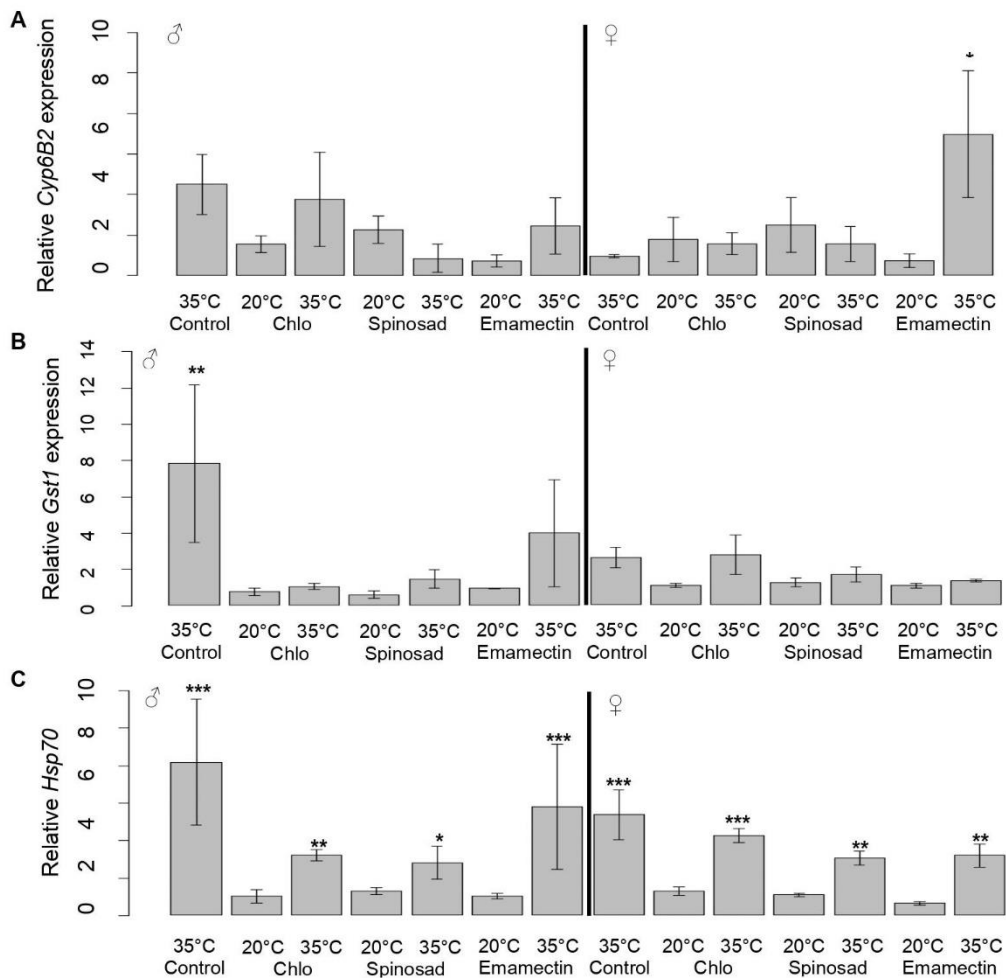 A
♂
♀
Relative Cyp6B2 expression
10
8
6
4
2
0
*
35°C 20°C 35°C 20°C 35°C 20°C 35°C 35°C 20°C 35°C 20°C 35°C 20°C 35°C
Control Chlo Spinosad Emamectin Control Chlo Spinosad Emamectin
B
♂
♀
Relative Gst1 expression
14
12
10
8
6
4
2
0
**
35°C 20°C 35°C 20°C 35°C 20°C 35°C 35°C 20°C 35°C 20°C 35°C 20°C 35°C
Control Chlo Spinosad Emamectin Control Chlo Spinosad Emamectin
C
♂
♀
Relative Hsp70
10
8
6
4
2
0
*** ** * *** *** *** ** **
35°C 20°C 35°C 20°C 35°C 20°C 35°C 35°C 20°C 35°C 20°C 35°C 20°C 35°C
Control Chlo Spinosad Emamectin Control Chlo Spinosad Emamectin